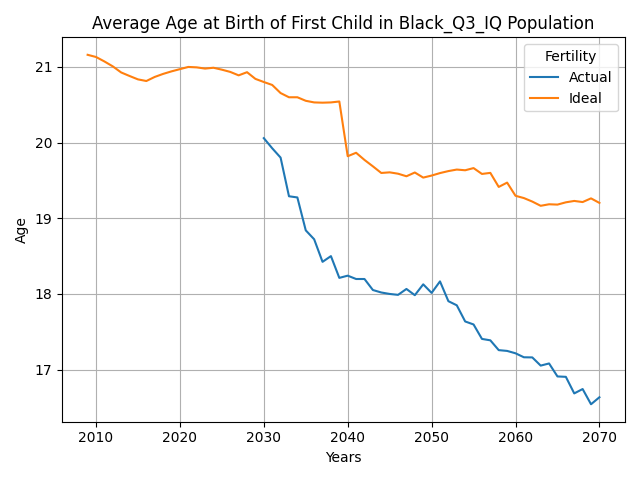 Average Age at Birth of First Child in Black_Q3_IQ Population
Fertility
Actual
Ideal
Age
21
20
19
18
17
2010 2020 2030 2040 2050 2060 2070
Years